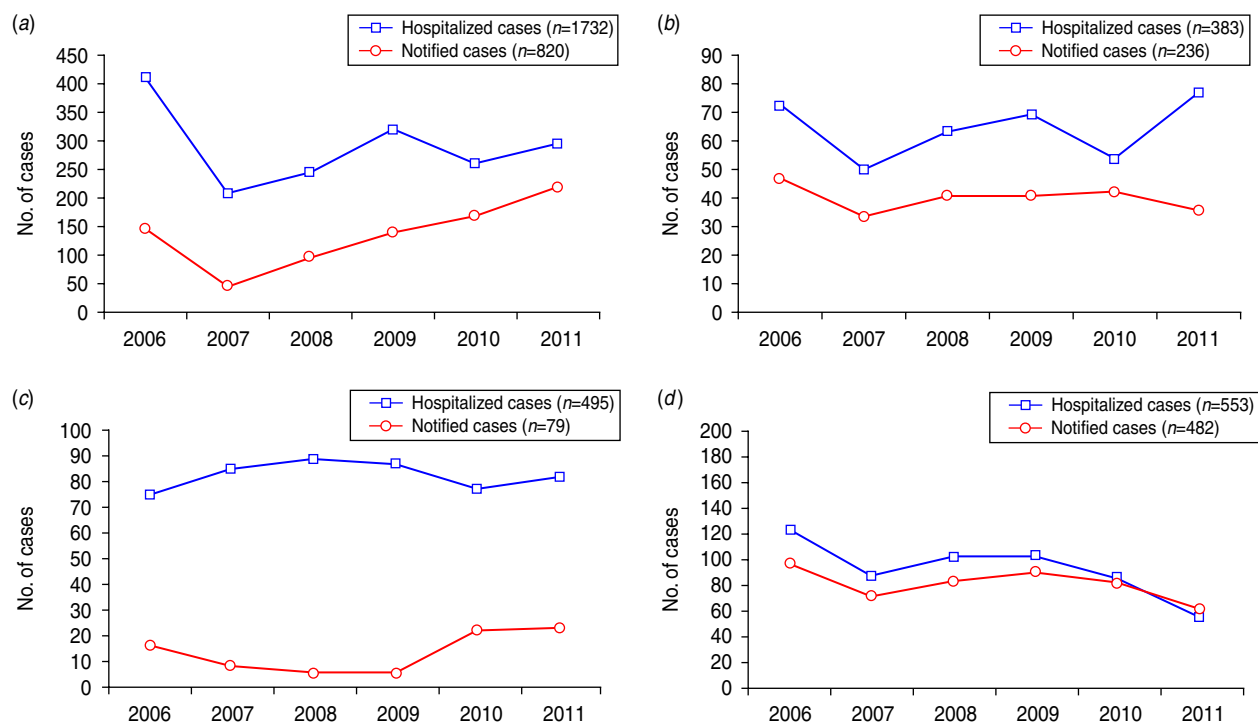 (a)
Hospitalized cases (n=1732)
Notified cases (n=820)
No. of cases
450
400
350
300
250
200
150
100
50
0
2006 2007 2008 2009 2010 2011
(b)
Hospitalized cases (n=383)
Notified cases (n=236)
No. of cases
90
80
70
60
50
40
30
20
10
0
2006 2007 2008 2009 2010 2011
(c)
Hospitalized cases (n=495)
Notified cases (n=79)
No. of cases
100
90
80
70
60
50
40
30
20
10
0
2006 2007 2008 2009 2010 2011
(d)
Hospitalized cases (n=553)
Notified cases (n=482)
No. of cases
200
180
160
140
120
100
80
60
40
20
0
2006 2007 2008 2009 2010 2011